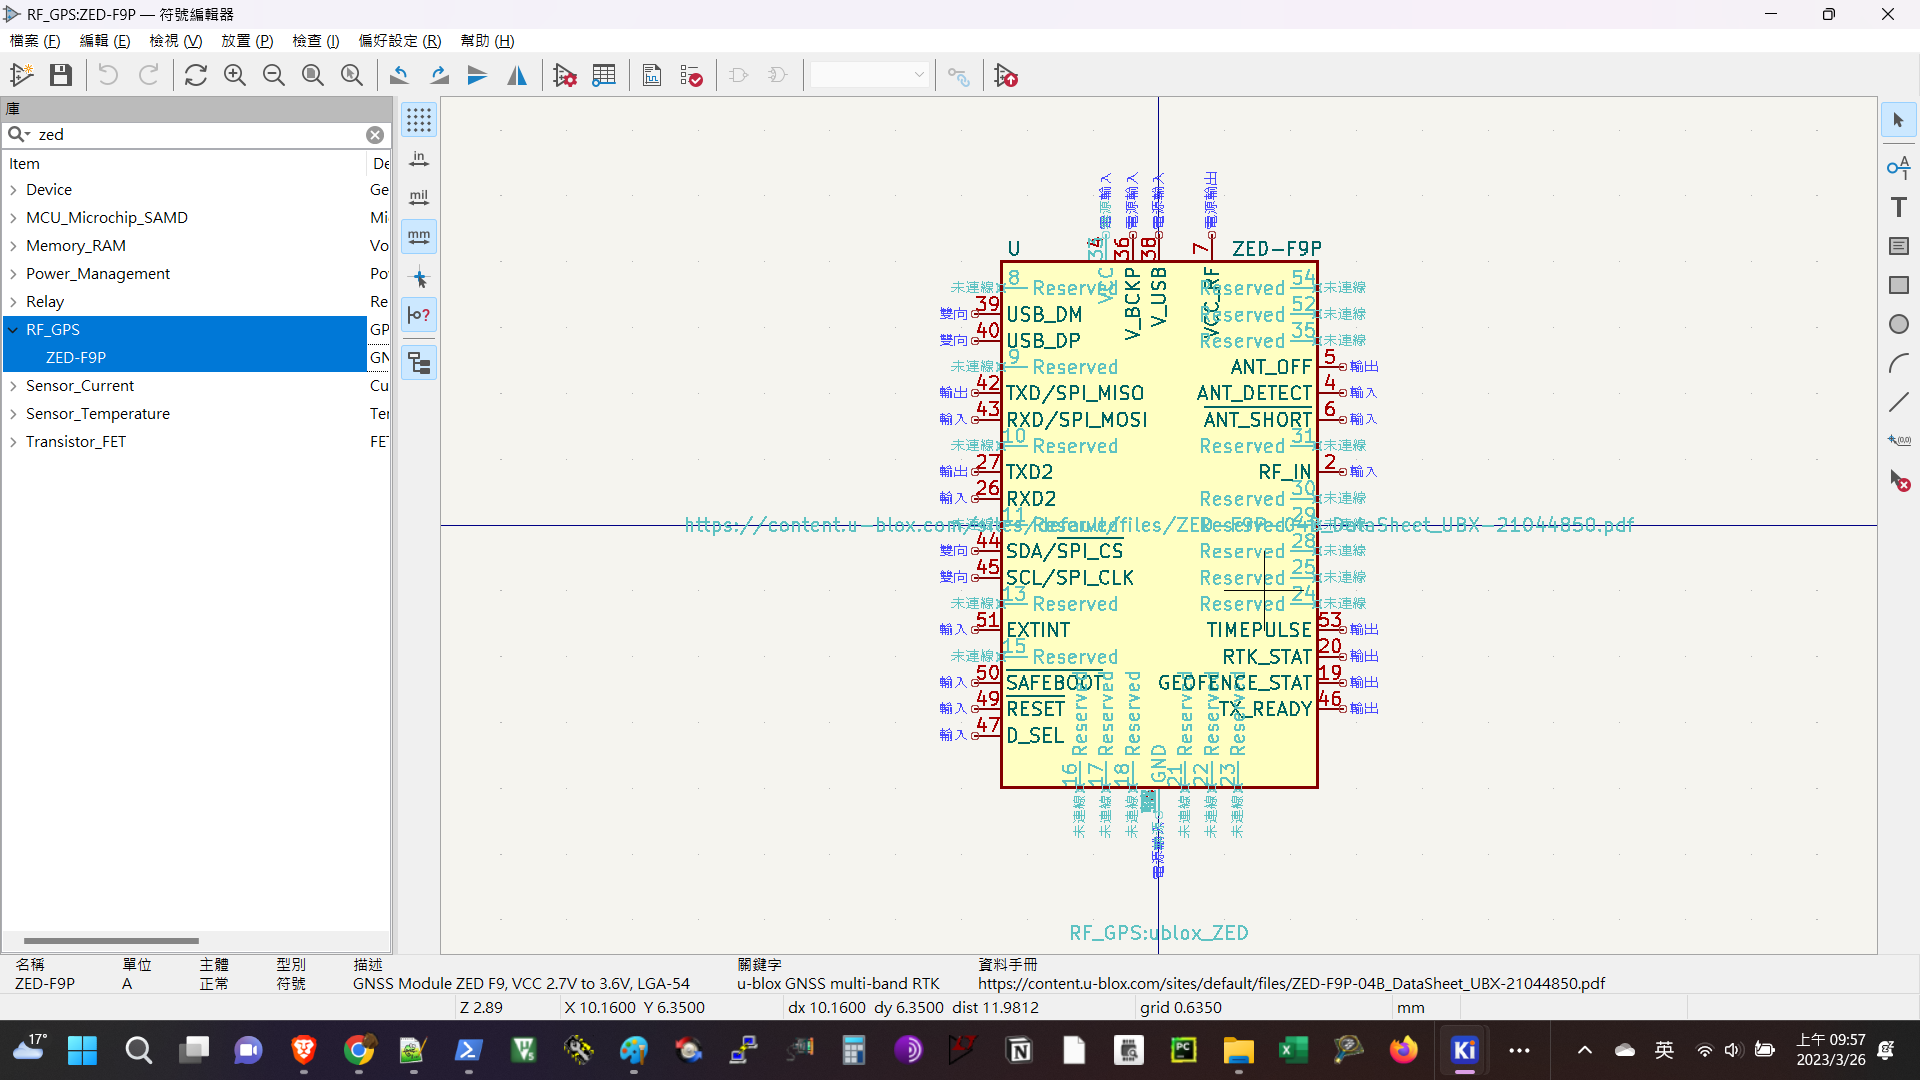 RF_GPS:ZED-F9P — 符號編輯器
檔案 (F) 編輯 (E) 檢視 (V) 放置 (P) 檢查 (I) 偏好設定 (R) 幫助 (H)
庫
zed
Item De
Device Ge
MCU_Microchip_SAMD Mi
Memory_RAM Vo
Power_Management Po
Relay Re
RF_GPS GP
ZED-F9P GN
Sensor_Current Cu
Sensor_Temperature Te
Transistor_FET FE
in
mil
mm
電源輸入 電源輸入 電源輸入 電源輸出
U 34 36 38 7 ZED-F9P
VCC V_BCKP V_USB VCC_RF
未連線 8 Reserved Reserved 54 未連線
雙向 39 USB_DM Reserved 52 未連線
雙向 40 USB_DP Reserved 35 未連線
未連線 9 Reserved ANT_OFF 5 輸出
輸出 42 TXD/SPI_MISO ANT_DETECT 4 輸入
輸入 43 RXD/SPI_MOSI ANT_SHORT 6 輸入
未連線 10 Reserved Reserved 31 未連線
輸出 27 TXD2 RF_IN 2 輸入
輸入 26 RXD2 Reserved 30 未連線
未連線 11 Reserved Reserved 29 未連線
https://content.u-blox.com/sites/default/files/ZED-F9P-04B_DataSheet_UBX-21044850.pdf
雙向 44 SDA/SPI_CS Reserved 28 未連線
雙向 45 SCL/SPI_CLK Reserved 25 未連線
未連線 13 Reserved Reserved 24 未連線
輸入 51 EXTINT TIMEPULSE 53 輸出
未連線 15 Reserved RTK_STAT 20 輸出
輸入 50 SAFEBOOT GEOFENCE_STAT 19 輸出
輸入 49 RESET TX_READY 46 輸出
輸入 47 D_SEL
Reserved Reserved Reserved GND Reserved Reserved Reserved
16 17 18 21 22 23
未連線 未連線 未連線 未連線 未連線 未連線
RF_GPS:ublox_ZED
T
A
(0,0)
名稱 單位 主體 型別 描述 關鍵字 資料手冊
ZED-F9P A 正常 符號 GNSS Module ZED F9, VCC 2.7V to 3.6V, LGA-54 u-blox GNSS multi-band RTK https://content.u-blox.com/sites/default/files/ZED-F9P-04B_DataSheet_UBX-21044850.pdf
Z 2.89 X 10.1600 Y 6.3500 dx 10.1600 dy 6.3500 dist 11.9812 grid 0.6350 mm
17° 英 上午 09:57
2023/3/26